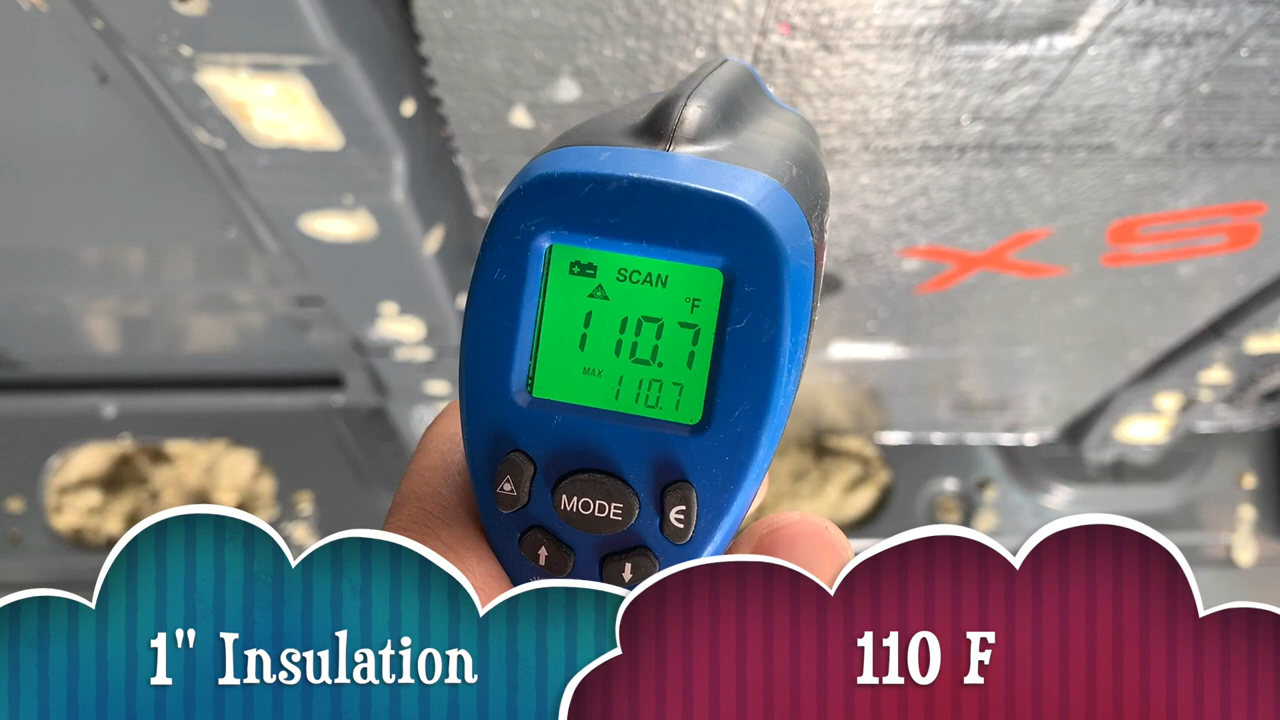 XS
SCAN
°F
110.7
MAX 110.7
MODE
€
1" Insulation
110 F